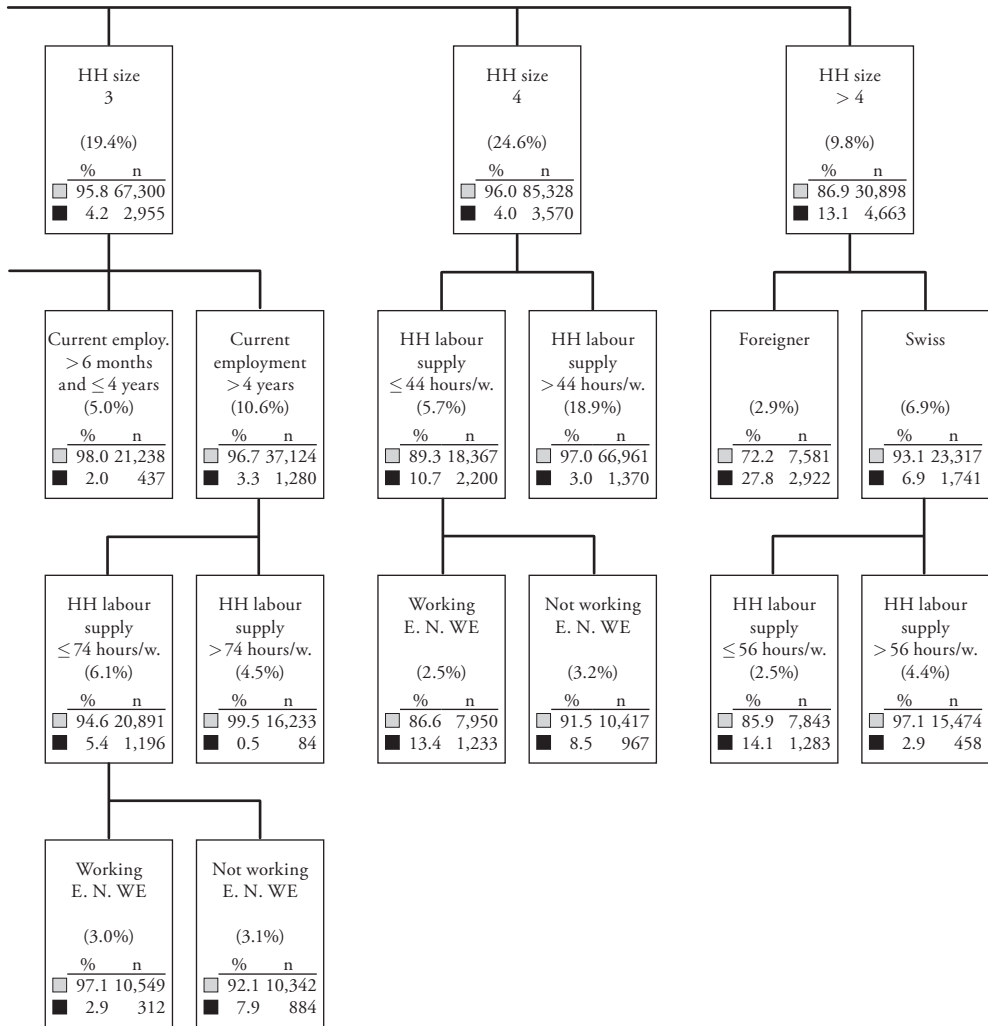 HH size
3
(19.4%)
% n
95.8 67,300
4.2 2,955
HH size
4
(24.6%)
% n
96.0 85,328
4.0 3,570
HH size
> 4
(9.8%)
% n
86.9 30,898
13.1 4,663
Current employ.
> 6 months
and ≤ 4 years
(5.0%)
% n
98.0 21,238
2.0 437
Current
employment
> 4 years
(10.6%)
% n
96.7 37,124
3.3 1,280
HH labour
supply
≤ 44 hours/w.
(5.7%)
% n
89.3 18,367
10.7 2,200
HH labour
supply
> 44 hours/w.
(18.9%)
% n
97.0 66,961
3.0 1,370
Foreigner
(2.9%)
% n
72.2 7,581
27.8 2,922
Swiss
(6.9%)
% n
93.1 23,317
6.9 1,741
HH labour
supply
≤ 74 hours/w.
(6.1%)
% n
94.6 20,891
5.4 1,196
HH labour
supply
> 74 hours/w.
(4.5%)
% n
99.5 16,233
0.5 84
Working
E. N. WE
(2.5%)
% n
86.6 7,950
13.4 1,233
Not working
E. N. WE
(3.2%)
% n
91.5 10,417
8.5 967
HH labour
supply
≤ 56 hours/w.
(2.5%)
% n
85.9 7,843
14.1 1,283
HH labour
supply
> 56 hours/w.
(4.4%)
% n
97.1 15,474
2.9 458
Working
E. N. WE
(3.0%)
% n
97.1 10,549
2.9 312
Not working
E. N. WE
(3.1%)
% n
92.1 10,342
7.9 884